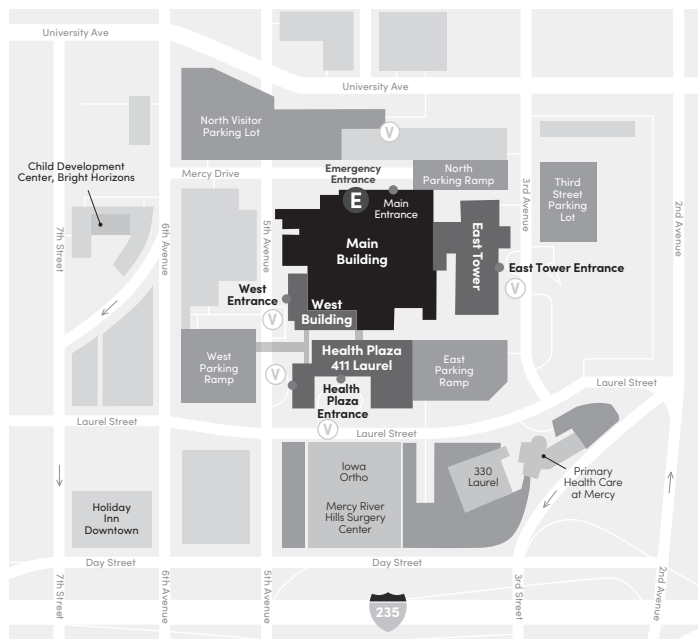 University Ave
University Ave
North Visitor
Parking Lot
V
Child Development
Center, Bright Horizons
Mercy Drive
Emergency
Entrance
North
Parking Ramp
E
Main
Entrance
Third
Street
Parking
Lot
3rd Avenue
2nd Avenue
7th Street
6th Avenue
5th Avenue
Main
Building
East Tower
East Tower Entrance
V
West
Entrance
West
Building
V
West
Parking
Ramp
Health Plaza
411 Laurel
East
Parking
Ramp
V
Health
Plaza
Entrance
Laurel Street
Laurel Street
V
Laurel Street
Iowa
Ortho
330
Laurel
Primary
Health Care
at Mercy
Mercy River
Hills Surgery
Center
Holiday
Inn
Downtown
Day Street
Day Street
7th Street
6th Avenue
5th Avenue
3rd Street
2nd Avenue
235